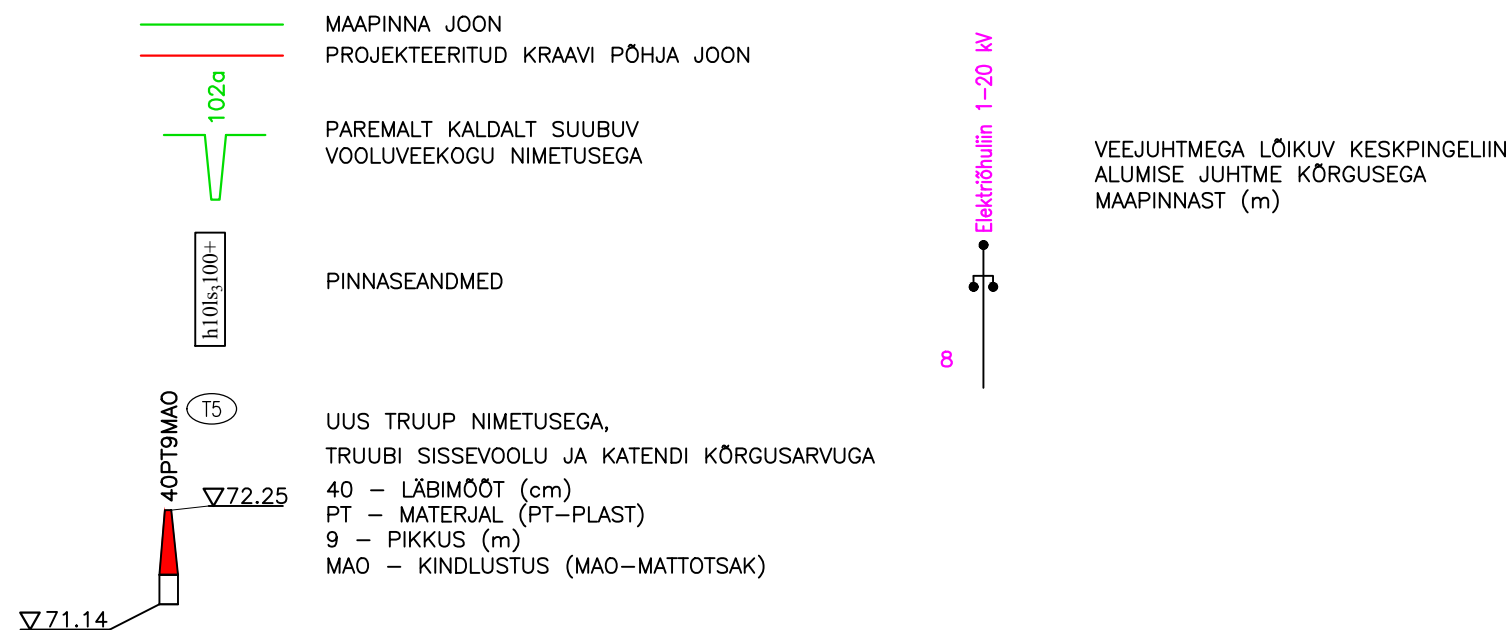 MAAPINNA JOON
PROJEKTEERITUD KRAAVI PÕHJA JOON
102a
PAREMALT KALDALT SUUBUV
VOOLUVEEKOGU NIMETUSEGA
h10ls₃100+
PINNASEANDMED
40PT9MAO
T5
UUS TRUUP NIMETUSEGA,
TRUUBI SISSEVOOLU JA KATENDI KÕRGUSARVUGA
72.25
40 – LÄBIMÕÕT (cm)
PT – MATERJAL (PT–PLAST)
9 – PIKKUS (m)
MAO – KINDLUSTUS (MAO–MATTOTSAK)
71.14
Elektriõhuliin 1–20 kV
8
VEEJUHTMEGA LÕIKUV KESKPINGELIIN
ALUMISE JUHTME KÕRGUSEGA
MAAPINNAST (m)